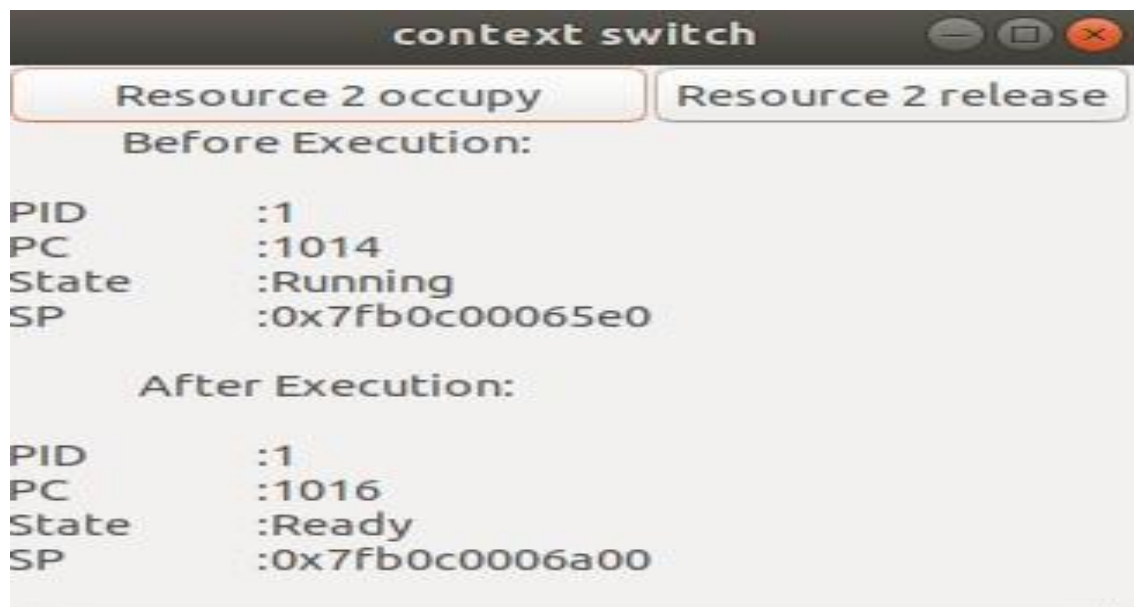 context switch
Resource 2 occupy Resource 2 release
Before Execution:
PID :1
PC :1014
State :Running
SP :0x7fb0c00065e0
After Execution:
PID :1
PC :1016
State :Ready
SP :0x7fb0c0006a00